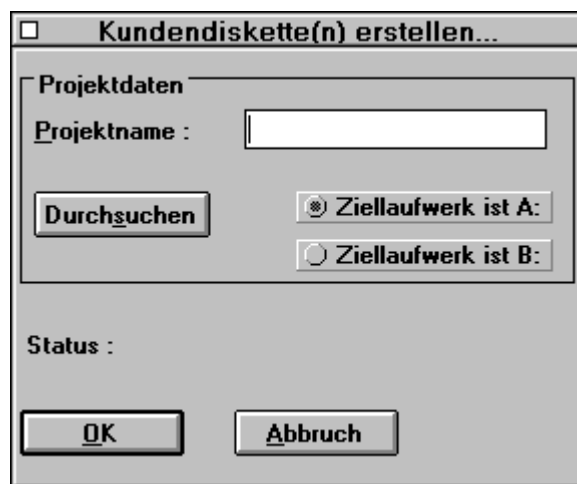 Kundendiskette(n) erstellen...
Projektdaten
Projektname :
Durchsuchen
Ziellaufwerk ist A:
Ziellaufwerk ist B:
Status :
OK
Abbruch